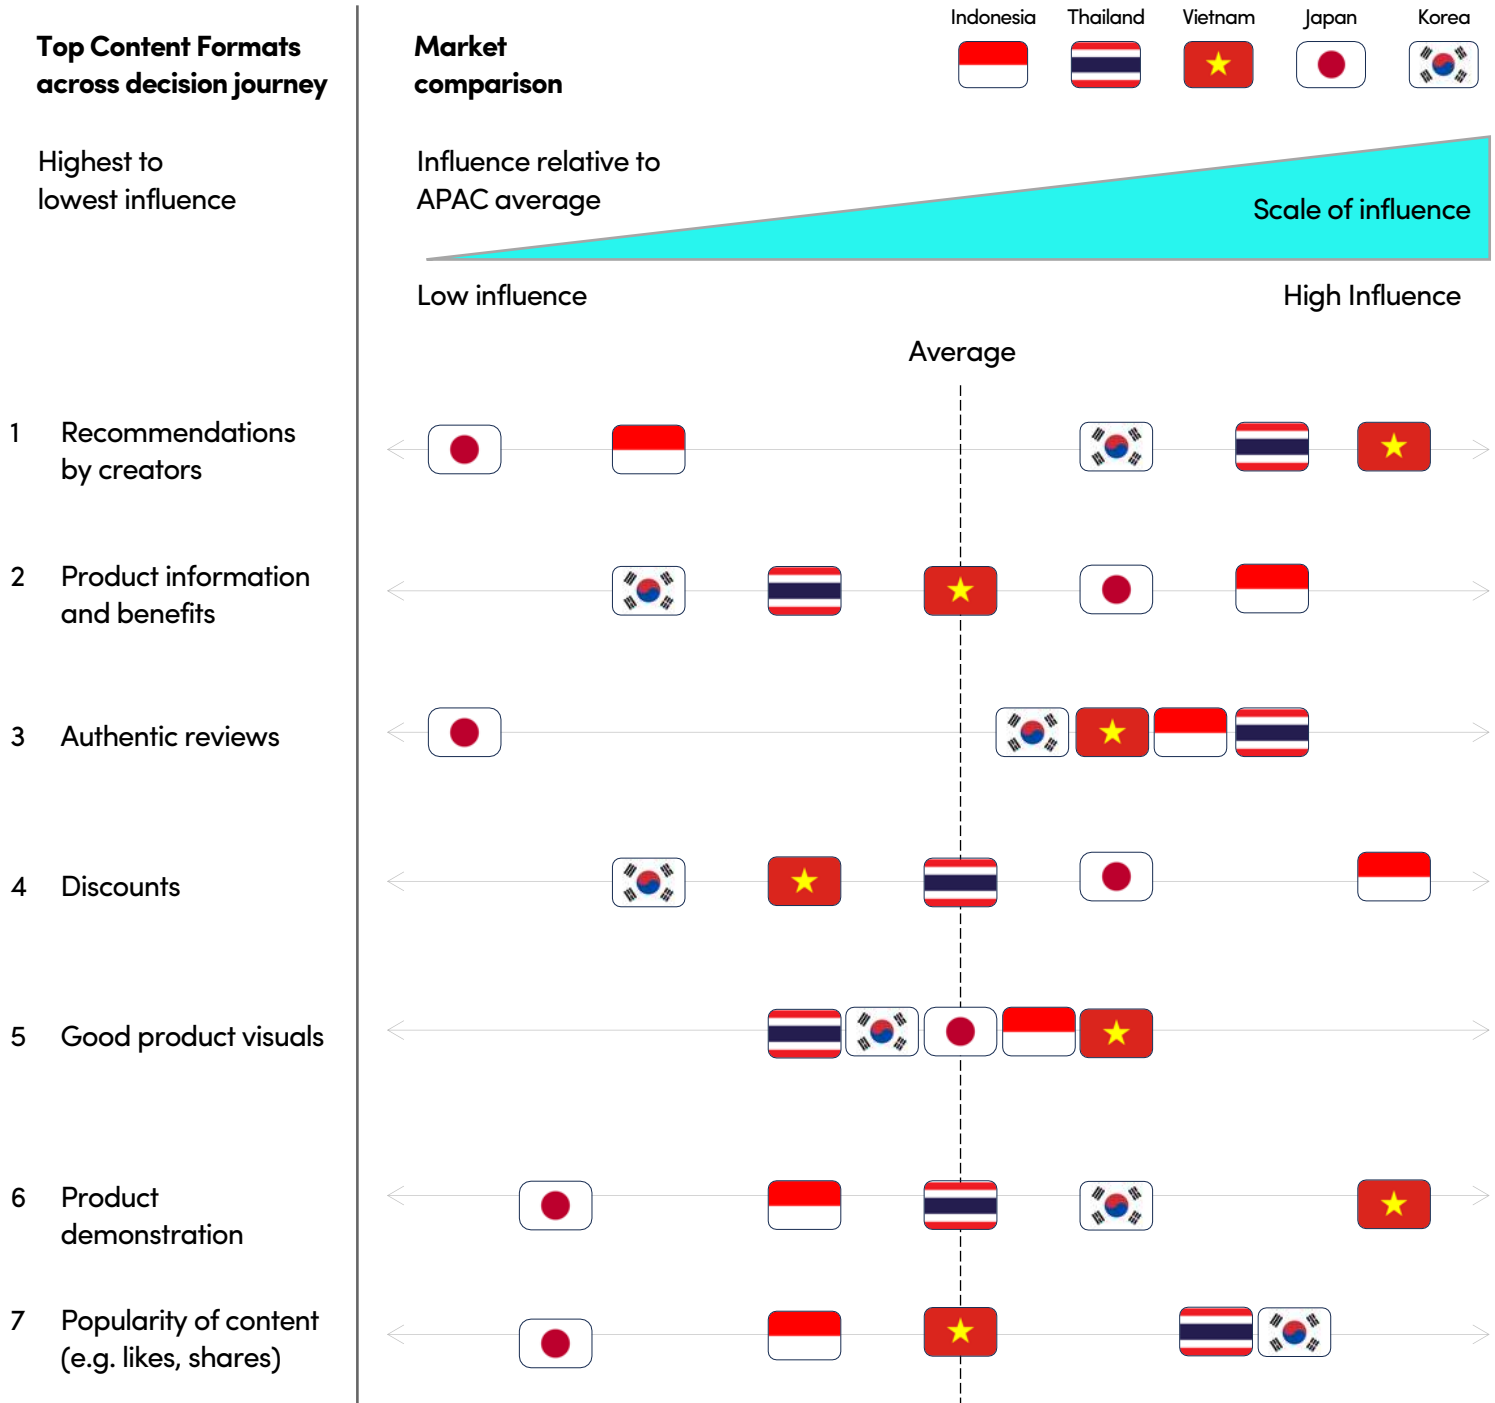 Top Content Formats
across decision journey
Highest to
lowest influence
Market
comparison
Indonesia
Thailand
Vietnam
Japan
Korea
Influence relative to
APAC average
Scale of influence
Low influence
High Influence
Average
1 Recommendations
by creators
2 Product information
and benefits
3 Authentic reviews
4 Discounts
5 Good product visuals
6 Product
demonstration
7 Popularity of content
(e.g. likes, shares)